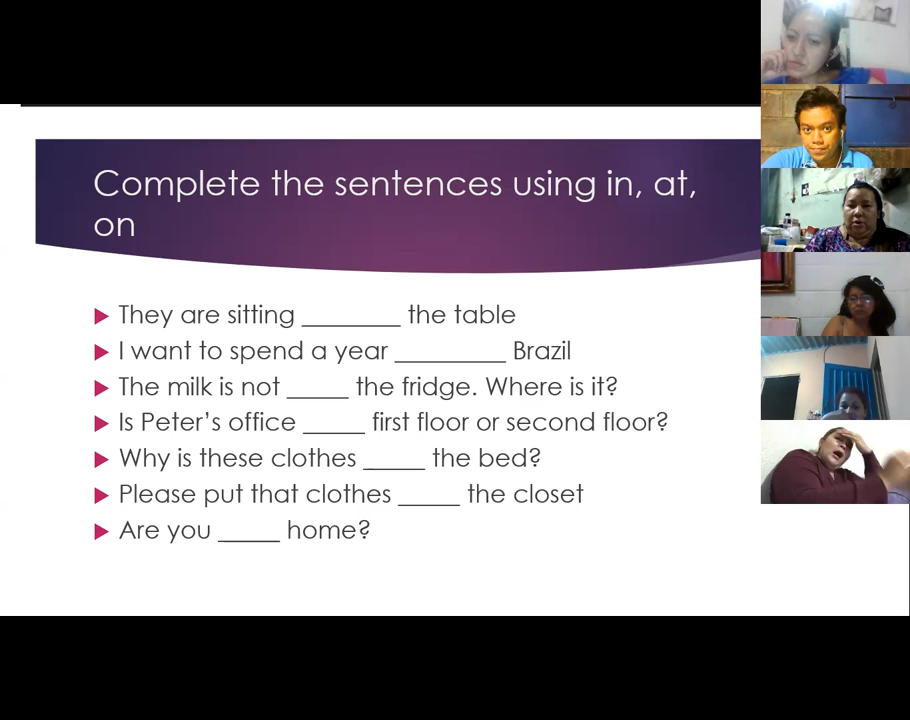 Complete the sentences using in, at,
on
They are sitting ________ the table
I want to spend a year _________ Brazil
The milk is not _____ the fridge. Where is it?
Is Peter’s office _____ first floor or second floor?
Why is these clothes _____ the bed?
Please put that clothes _____ the closet
Are you _____ home?